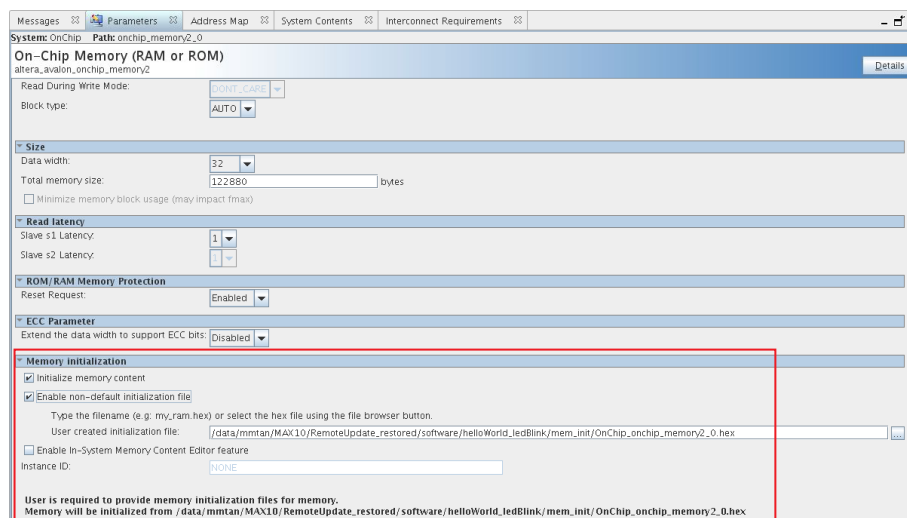 Messages Parameters Address Map System Contents Interconnect Requirements
System: OnChip Path: onchip_memory2_0
On-Chip Memory (RAM or ROM)
altera_avalon_onchip_memory2
Details
Read During Write Mode: DONT_CARE
Block type: AUTO
Size
Data width: 32
Total memory size: 122880 bytes
Minimize memory block usage (may impact fmax)
Read latency
Slave s1 Latency: 1
Slave s2 Latency: 1
ROM/RAM Memory Protection
Reset Request: Enabled
ECC Parameter
Extend the data width to support ECC bits: Disabled
Memory initialization
Initialize memory content
Enable non-default initialization file
Type the filename (e.g: my_ram.hex) or select the hex file using the file browser button.
User created initialization file: /data/mmtan/MAX10/RemoteUpdate_restored/software/helloWorld_ledBlink/mem_init/OnChip_onchip_memory2_0.hex ...
Enable In-System Memory Content Editor feature
Instance ID: NONE
User is required to provide memory initialization files for memory.
Memory will be initialized from /data/mmtan/MAX10/RemoteUpdate_restored/software/helloWorld_ledBlink/mem_init/OnChip_onchip_memory2_0.hex